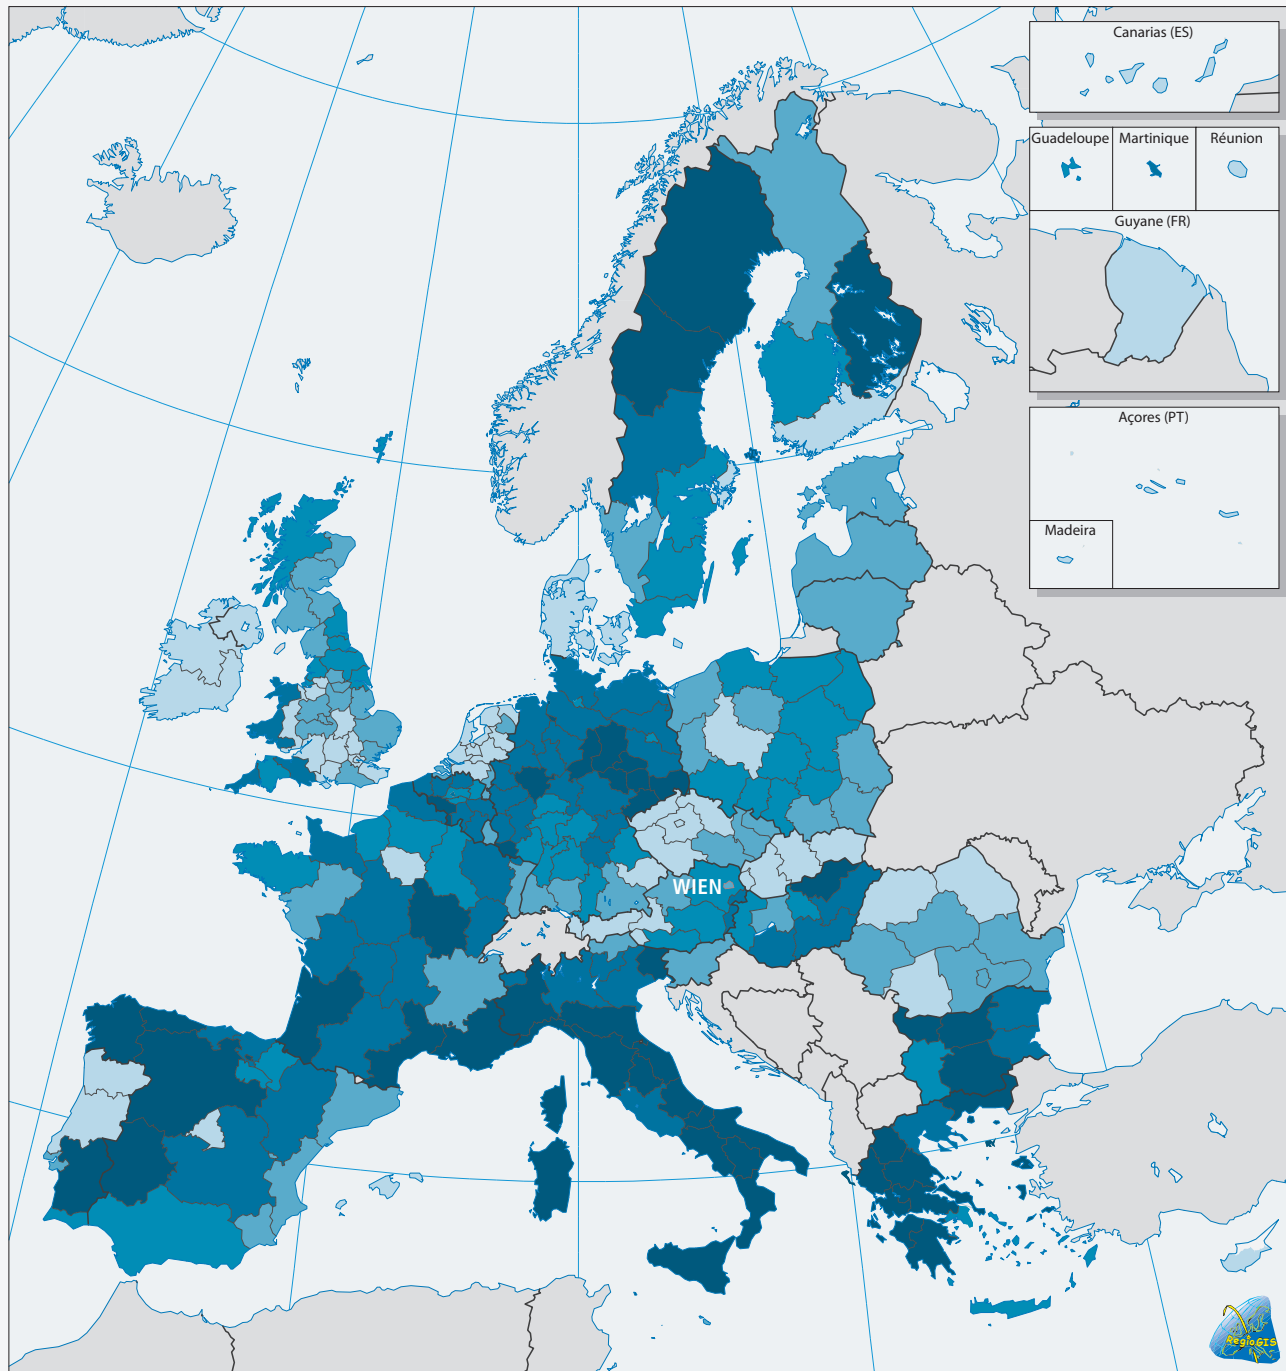 Canarias (ES)
Guadeloupe
Martinique
Réunion
Guyane (FR)
Açores (PT)
Madeira
WIEN
RegioGIS